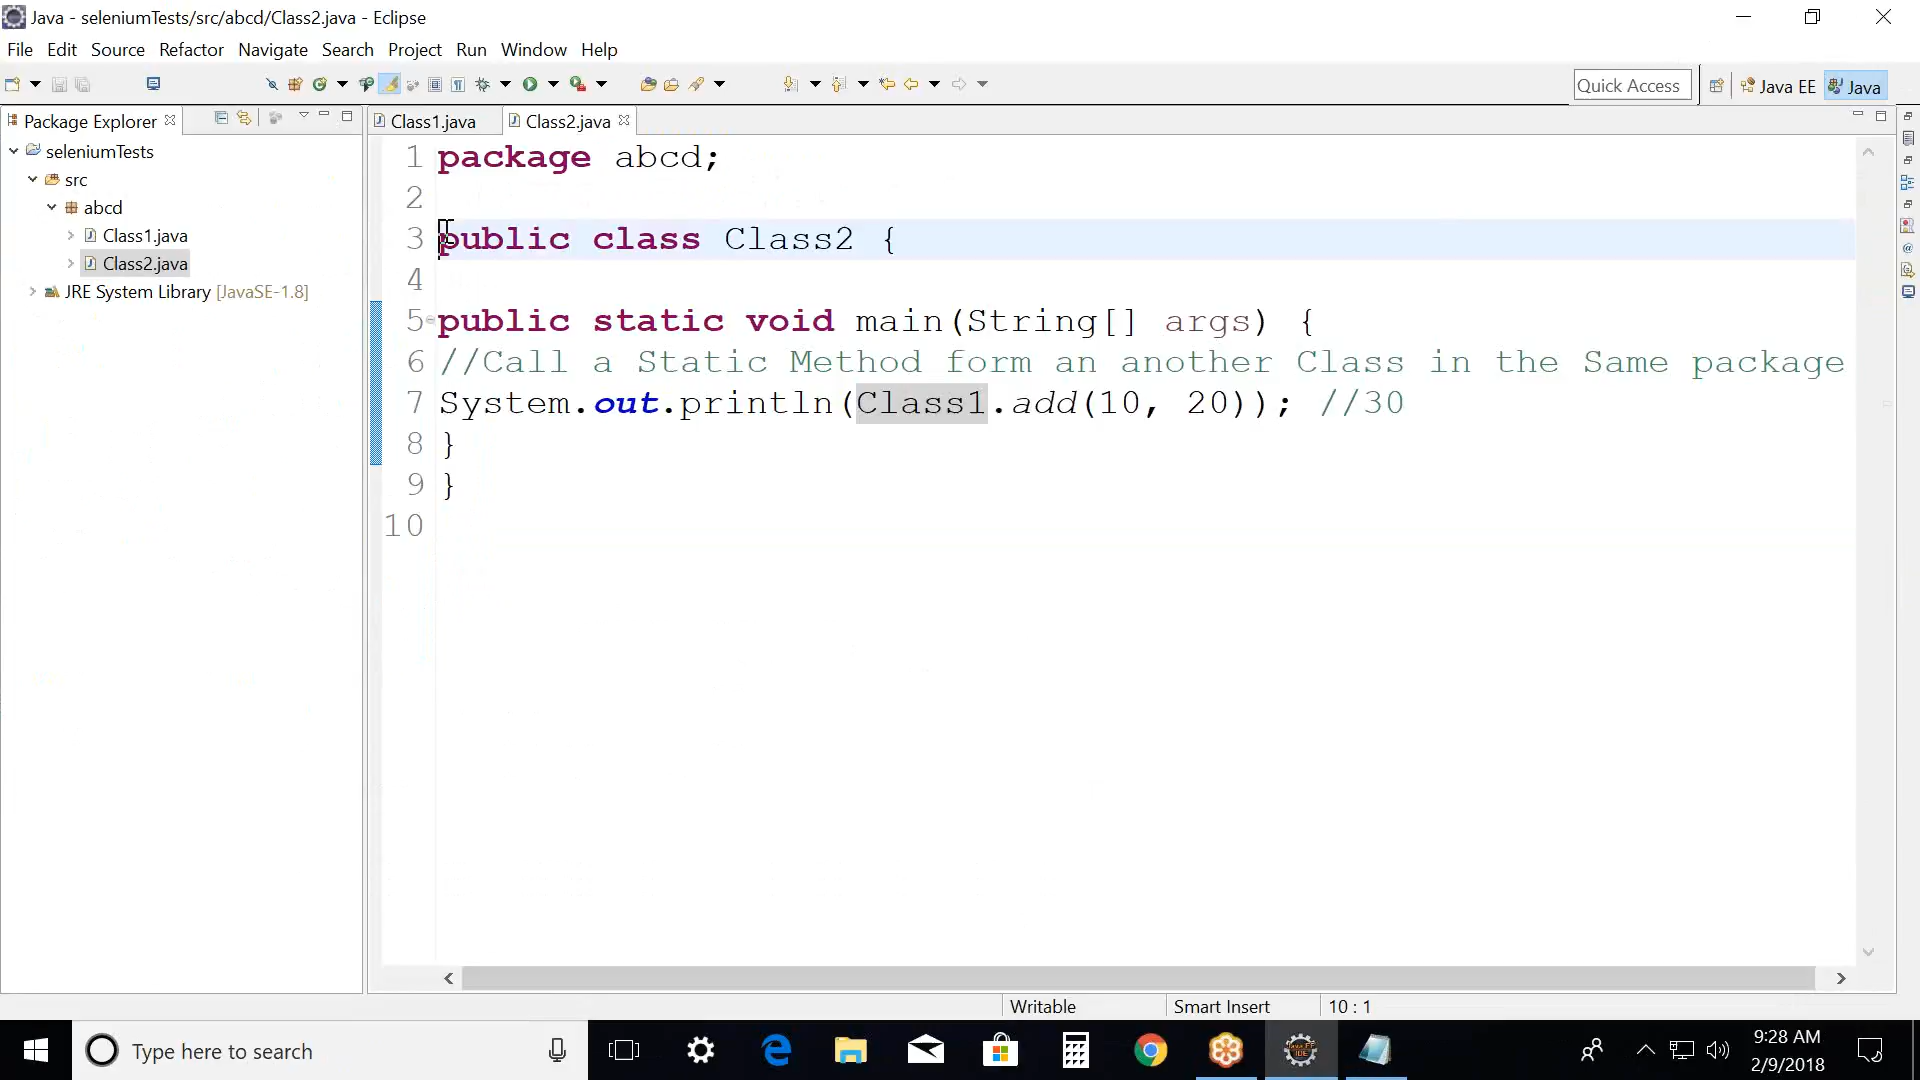 Java - seleniumTests/src/abcd/Class2.java - Eclipse
File Edit Source Refactor Navigate Search Project Run Window Help
Quick Access Java EE Java
Package Explorer
Class1.java Class2.java
seleniumTests
src
abcd
Class1.java
Class2.java
JRE System Library [JavaSE-1.8]
1 package abcd;
2
3 public class Class2 {
4
5 public static void main(String[] args) {
6 //Call a Static Method form an another Class in the Same package
7 System.out.println(Class1.add(10, 20)); //30
8 }
9 }
10
Writable Smart Insert 10 : 1
Type here to search
9:28 AM
2/9/2018